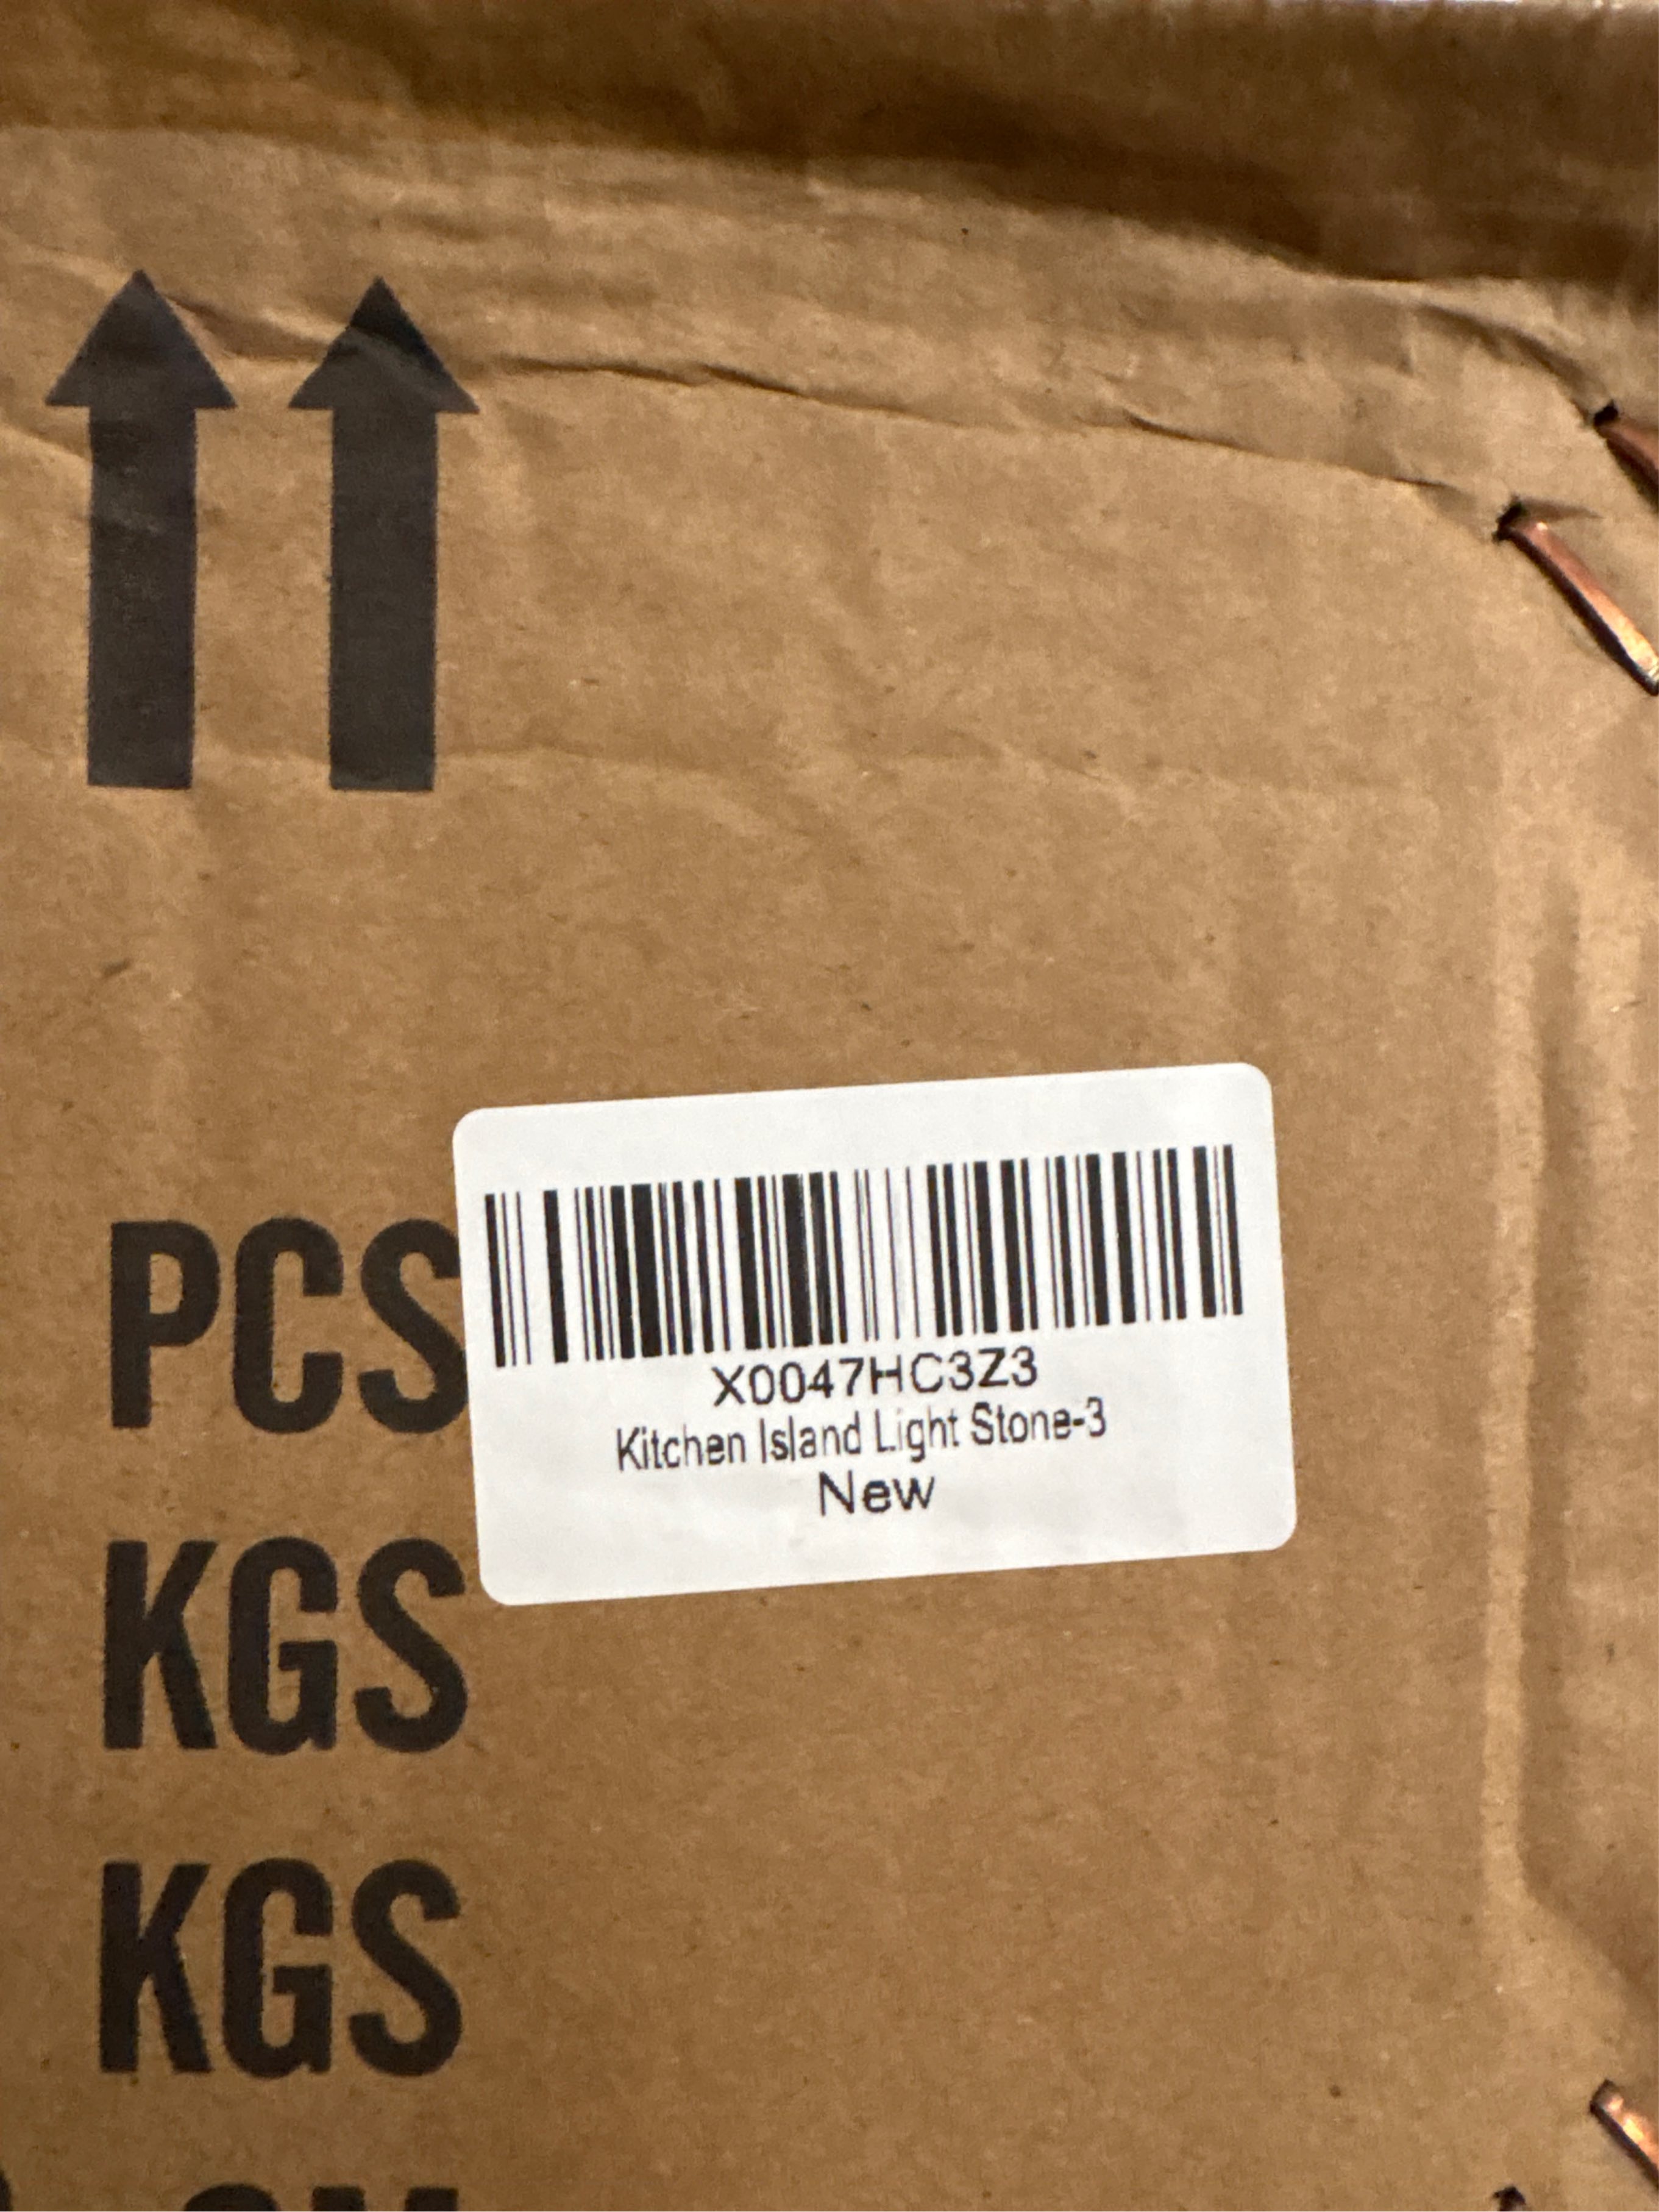 PCS
X0047HC3Z3
Kitchen Island Light Stone-3
New
KGS
KGS